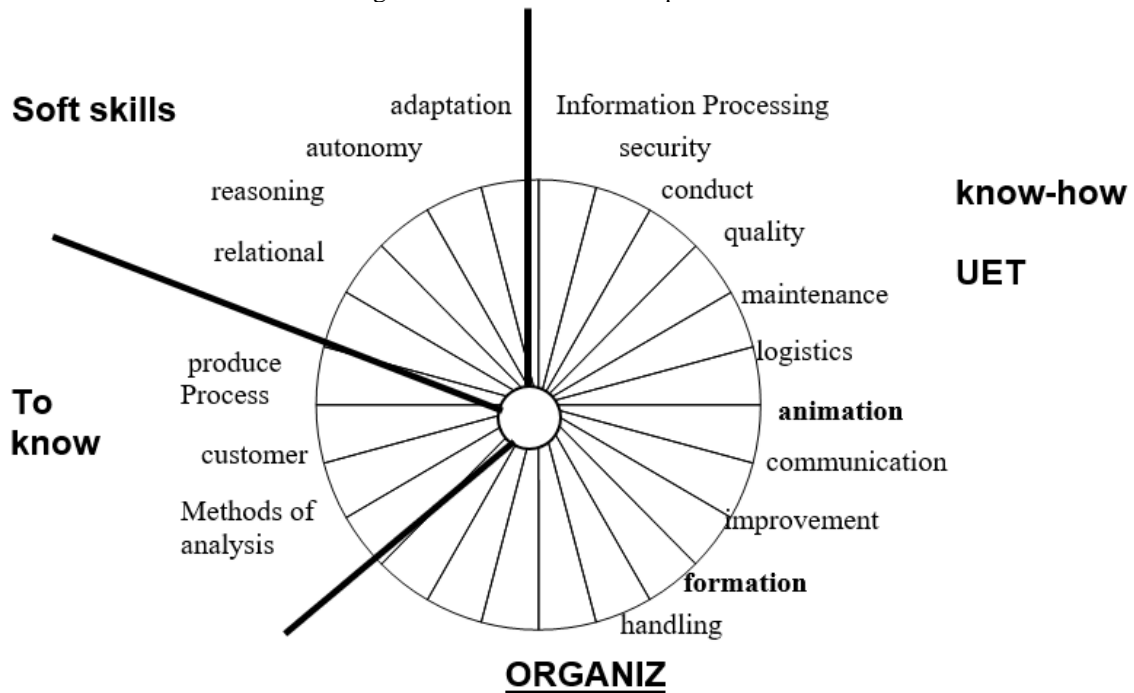 Soft skills
adaptation
autonomy
reasoning
relational
Information Processing
security
conduct
quality
maintenance
logistics
animation
communication
improvement
formation
handling
know-how
UET
To
know
produce
Process
customer
Methods of
analysis
ORGANIZ